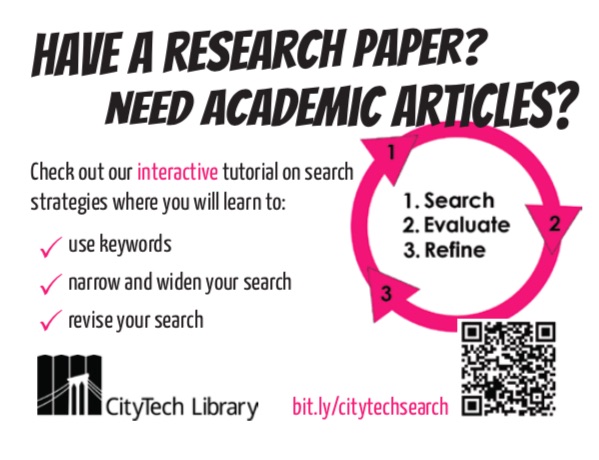 HAVE A RESEARCH PAPER?
NEED ACADEMIC ARTICLES?
Check out our interactive tutorial on search
strategies where you will learn to:
use keywords
narrow and widen your search
revise your search
1
2
3
1. Search
2. Evaluate
3. Refine
CityTech Library
bit.ly/citytechsearch